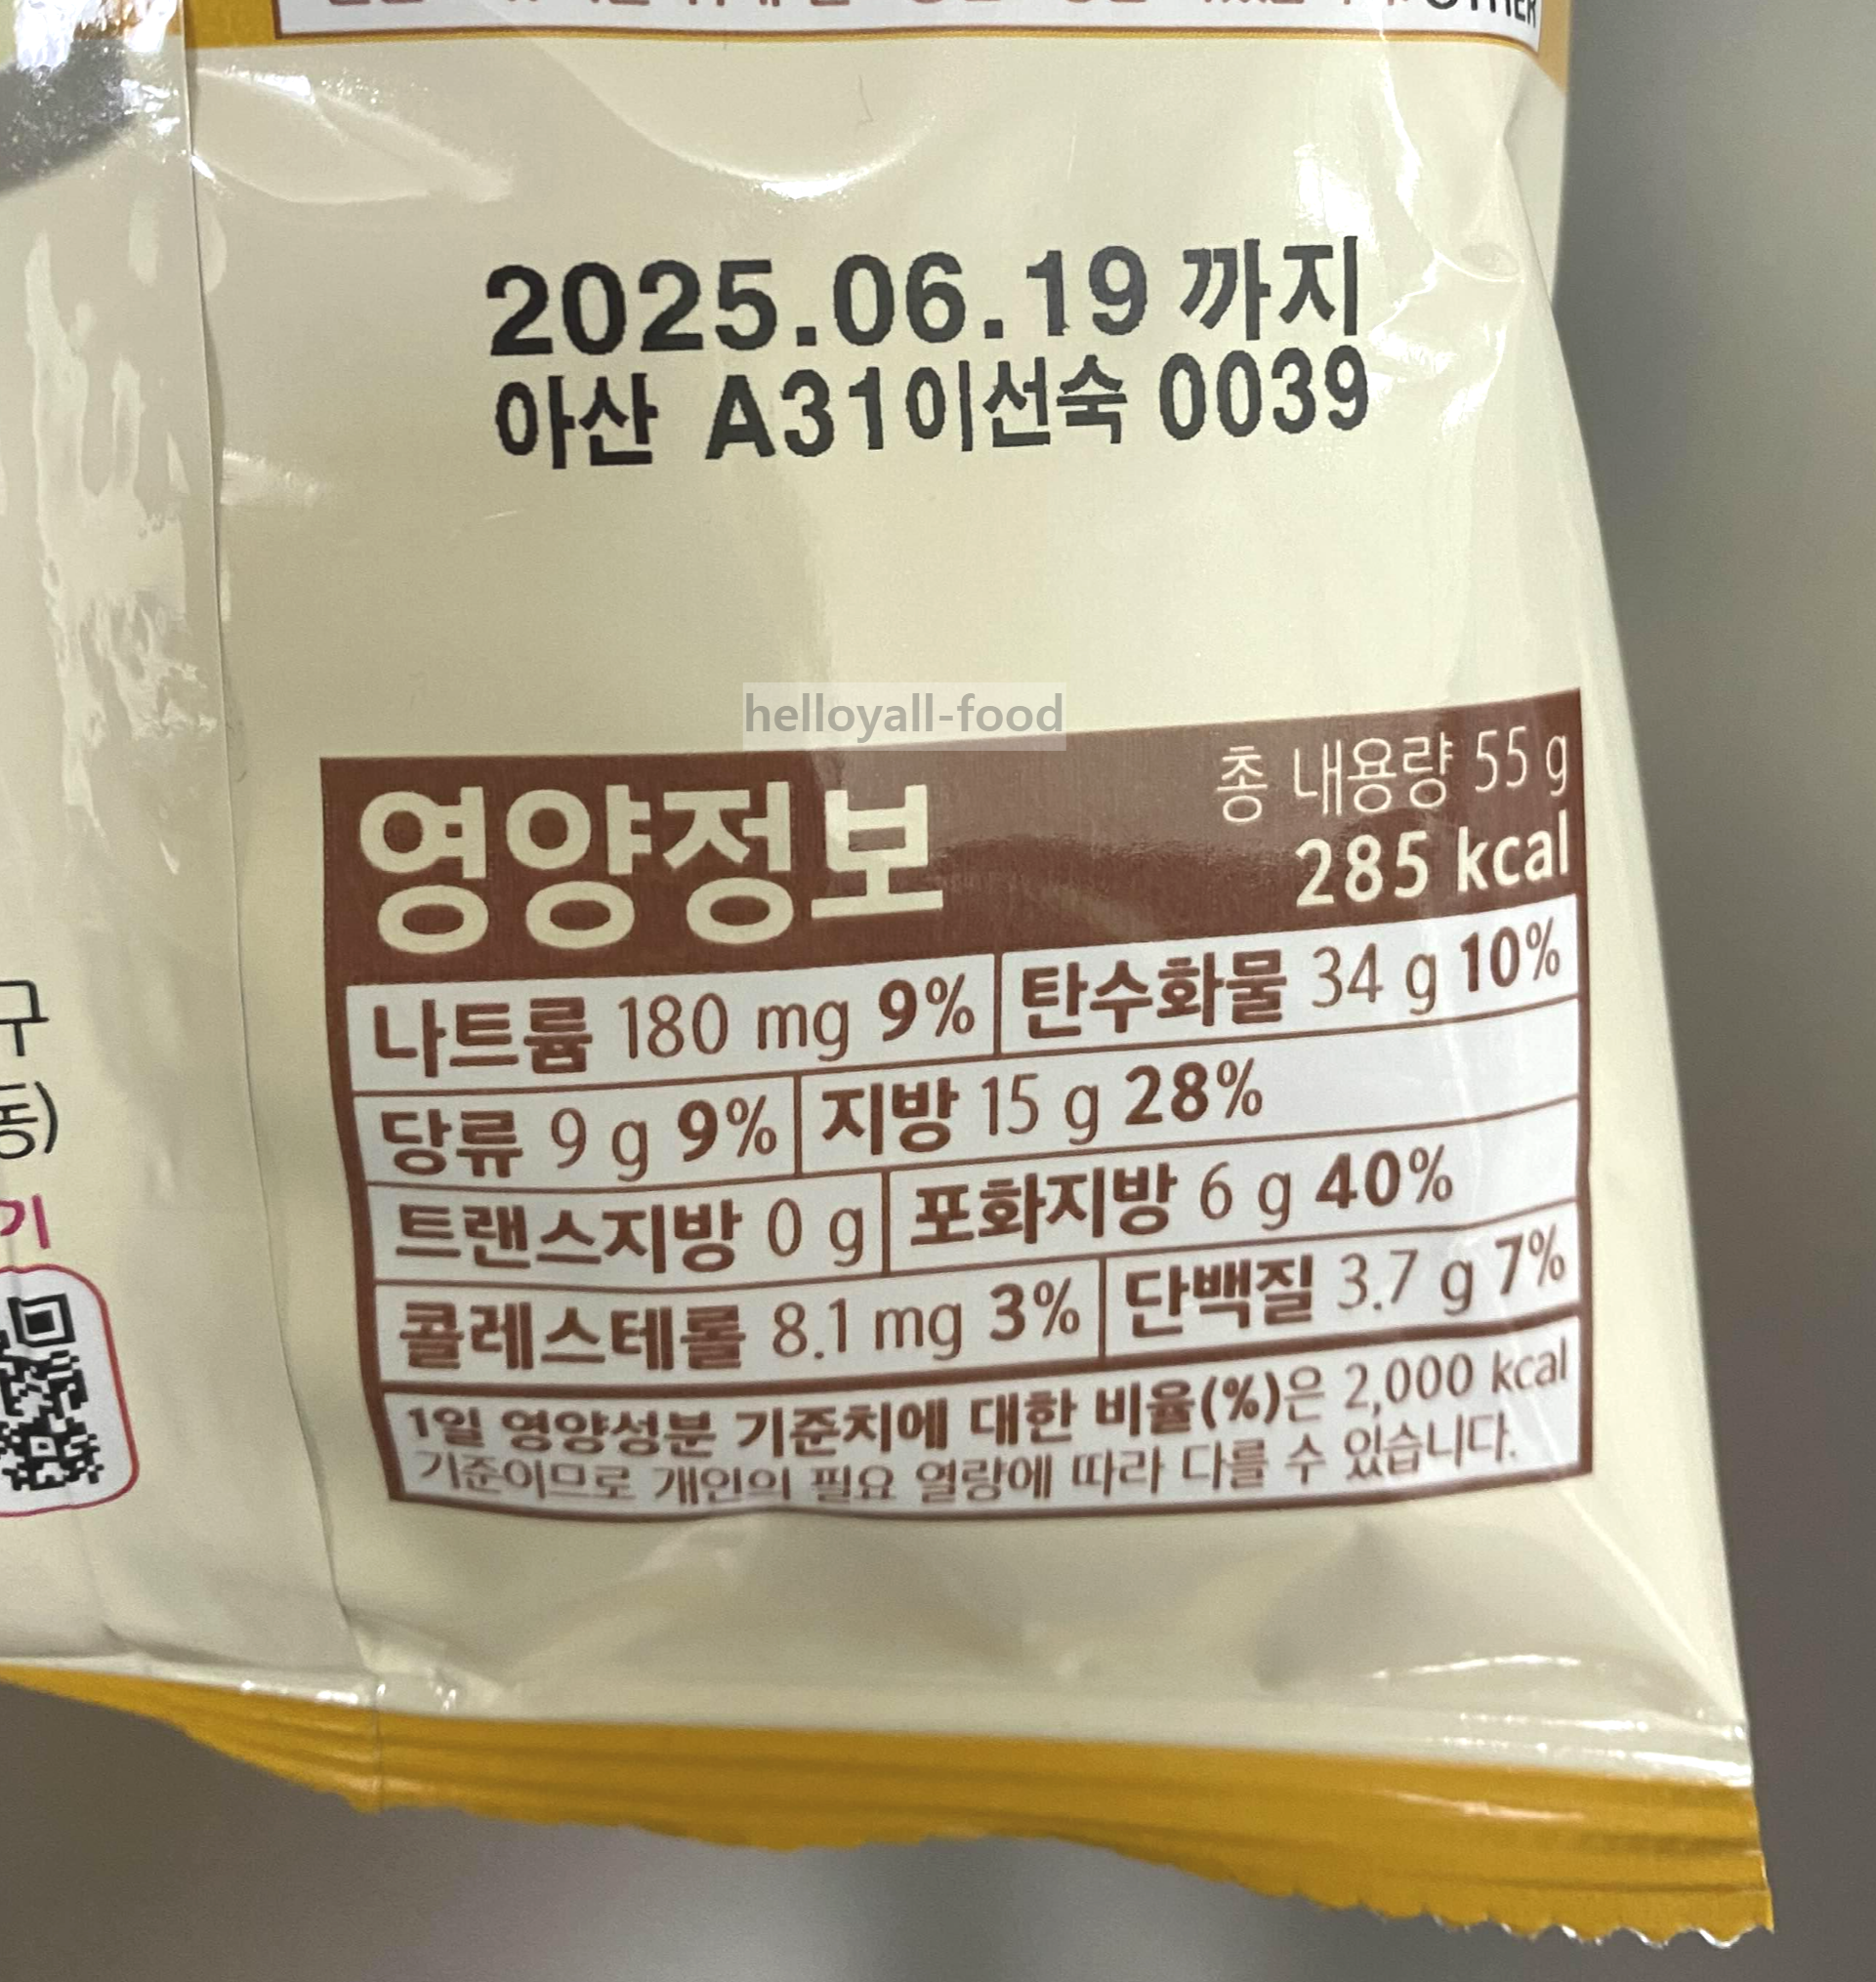 OTHER
2025.06.19 까지
아산 A31이선숙 0039
helloyall-food
영양정보
총 내용량 55 g
285 kcal
나트륨 180 mg 9% 탄수화물 34 g 10%
당류 9 g 9% 지방 15 g 28%
트랜스지방 0 g 포화지방 6 g 40%
콜레스테롤 8.1 mg 3% 단백질 3.7 g 7%
1일 영양성분 기준치에 대한 비율(%)은 2,000 kcal
기준이므로 개인의 필요 열량에 따라 다를 수 있습니다.
구
동)
기